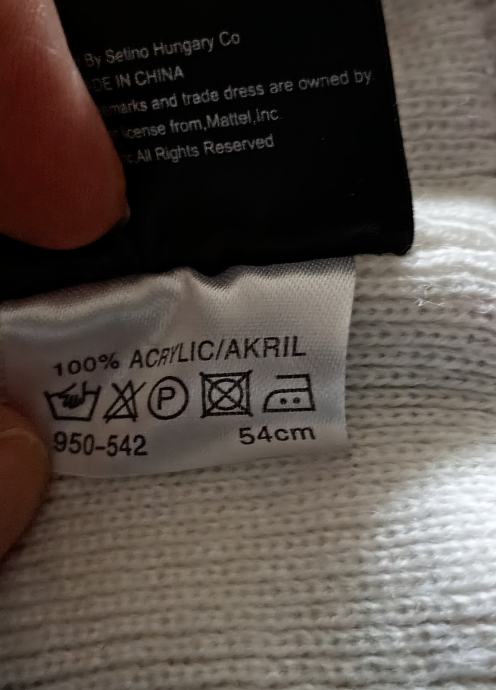 By Setino Hungary Co
DE IN CHINA
marks and trade dress are owned by
icense from,Mattel,Inc.
.All Rights Reserved
100% ACRYLIC/AKRIL
P
950-542 54cm